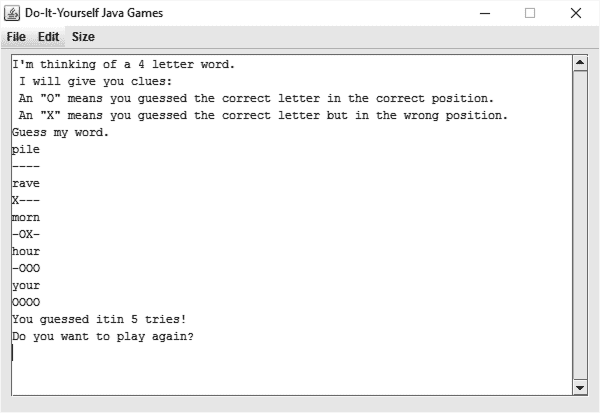 Do-It-Yourself Java Games
File Edit Size
I'm thinking of a 4 letter word.
I will give you clues:
An "O" means you guessed the correct letter in the correct position.
An "X" means you guessed the correct letter but in the wrong position.
Guess my word.
pile
----
rave
X---
morn
-OX-
hour
-OOO
your
OOOO
You guessed itin 5 tries!
Do you want to play again?